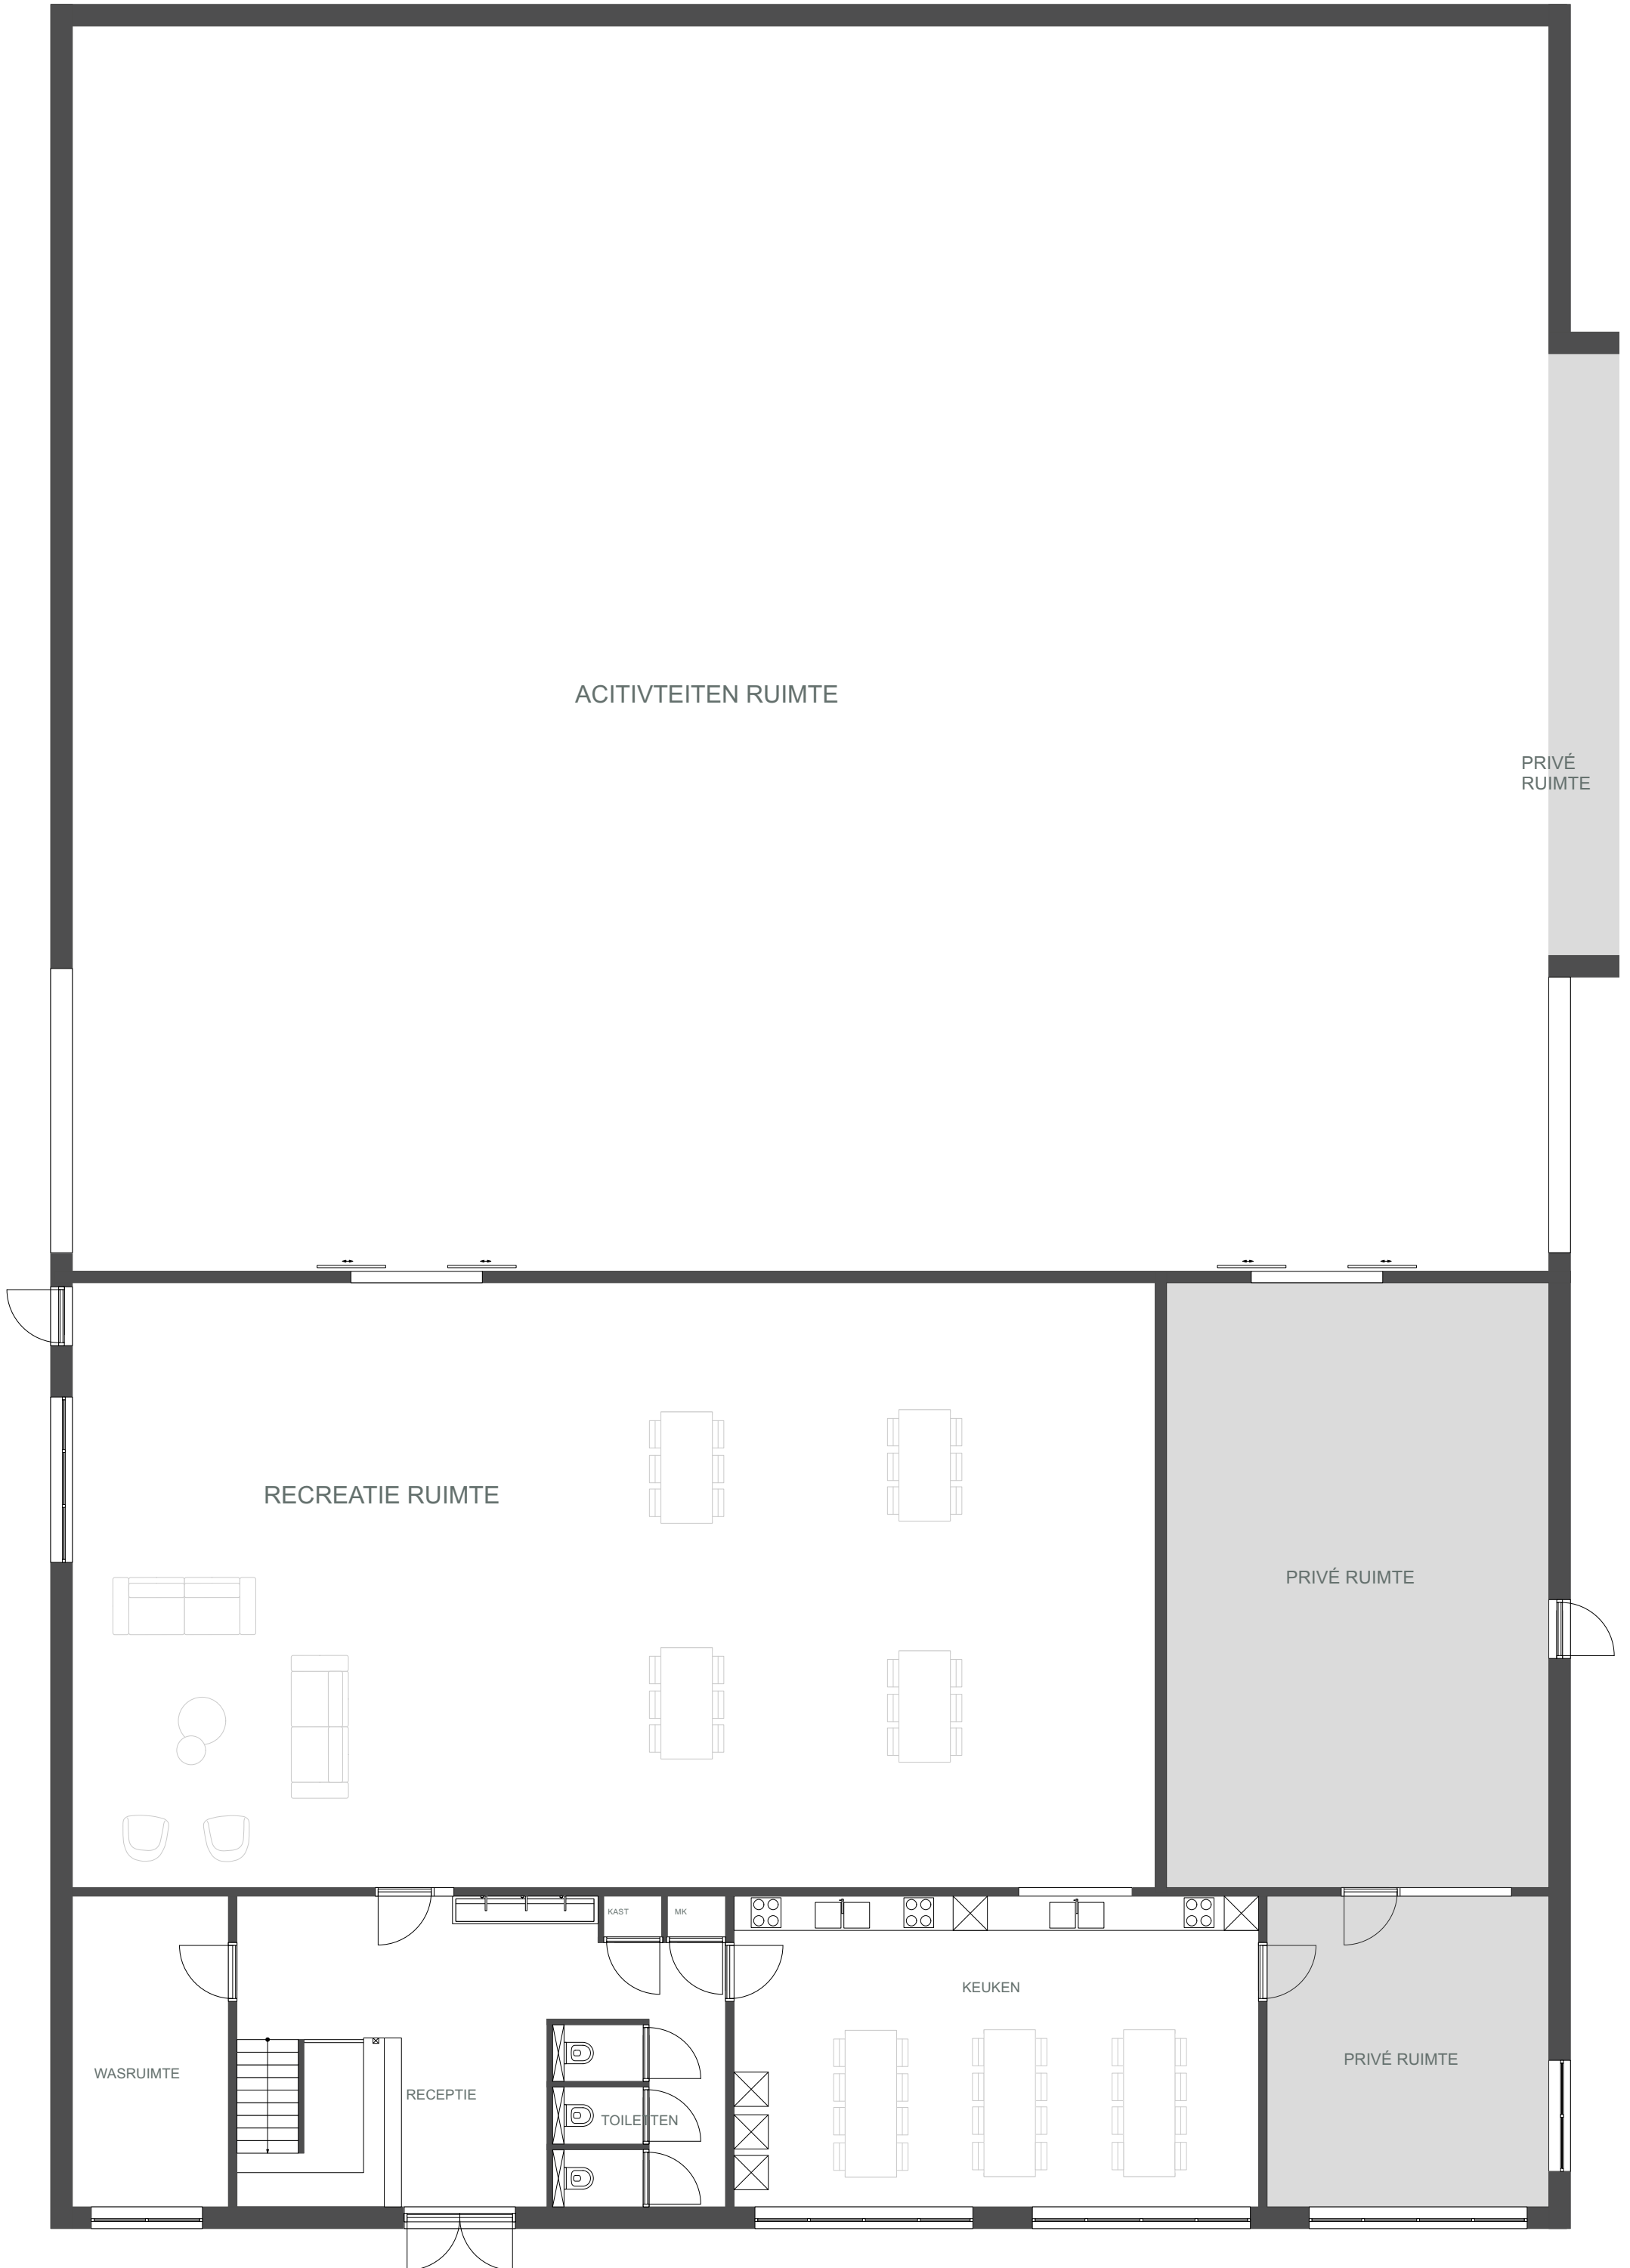 ACITIVTEITEN RUIMTE
PRIVÉ
RUIMTE
RECREATIE RUIMTE
PRIVÉ RUIMTE
KAST
MK
KEUKEN
WASRUIMTE
RECEPTIE
TOILETTEN
PRIVÉ RUIMTE